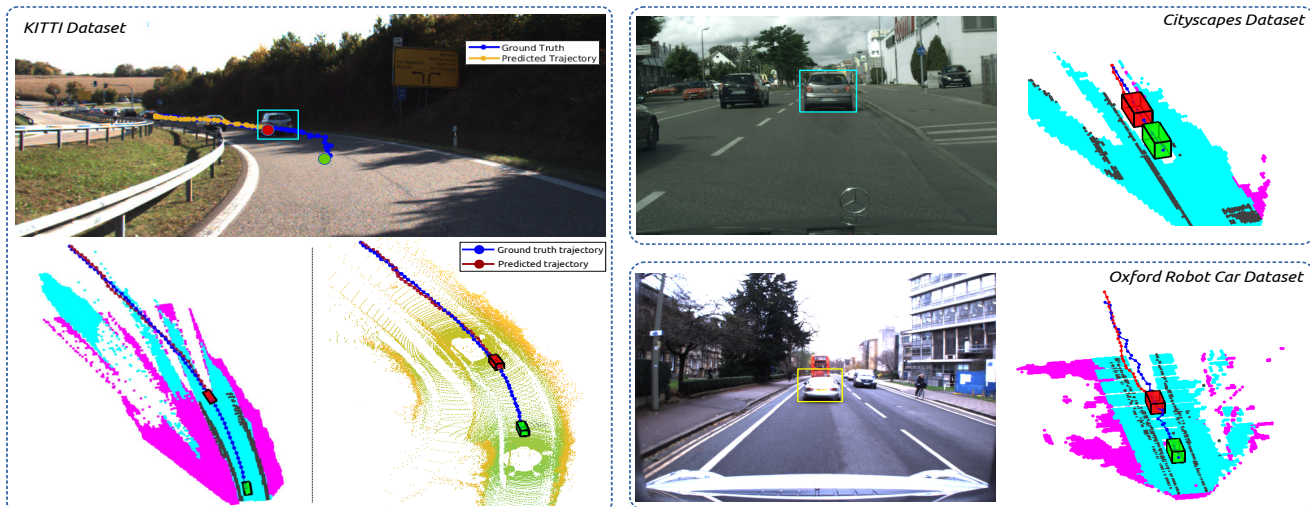 KITTI Dataset
Ground Truth
Predicted Trajectory
Ground truth trajectory
Predicted trajectory
Cityscapes Dataset
Oxford Robot Car Dataset